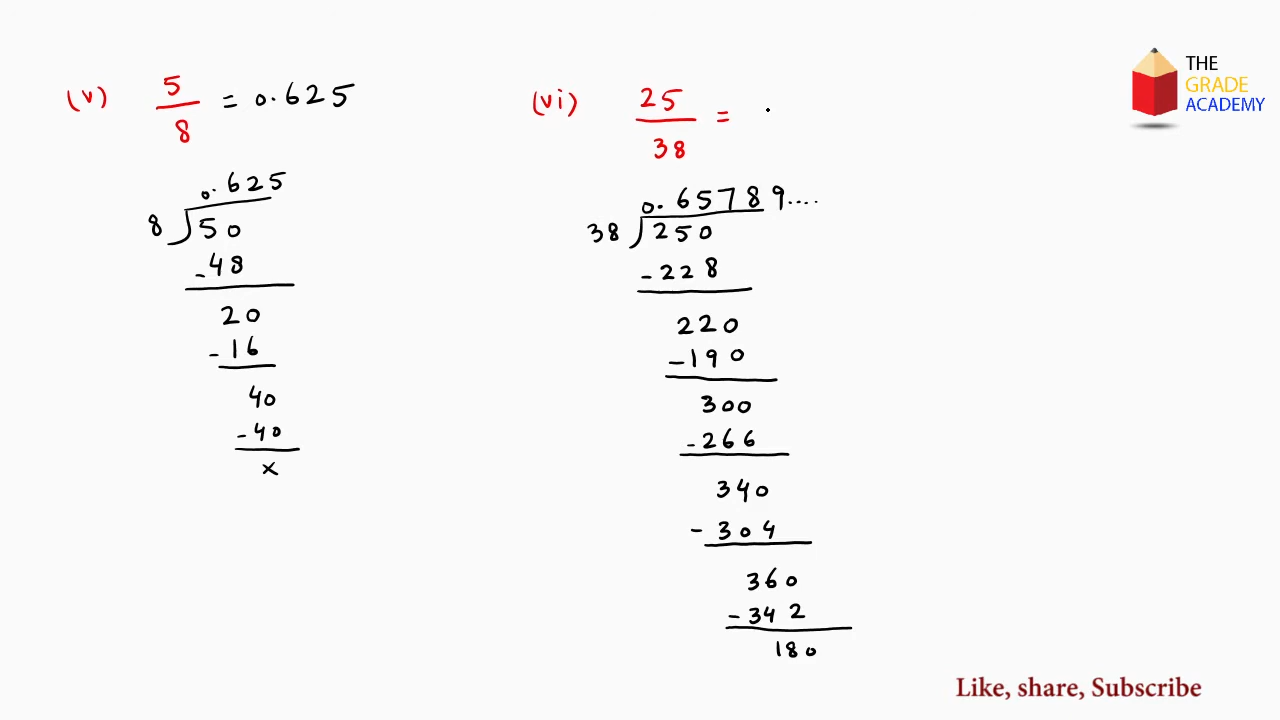 (v) 5/8 = 0.625
0.625
8)50
-48
20
-16
40
-40
x
(vi) 25/38 = .
0.65789....
38)250
-228
220
-190
300
-266
340
-304
360
-342
180
THE
GRADE
ACADEMY
Like, share, Subscribe